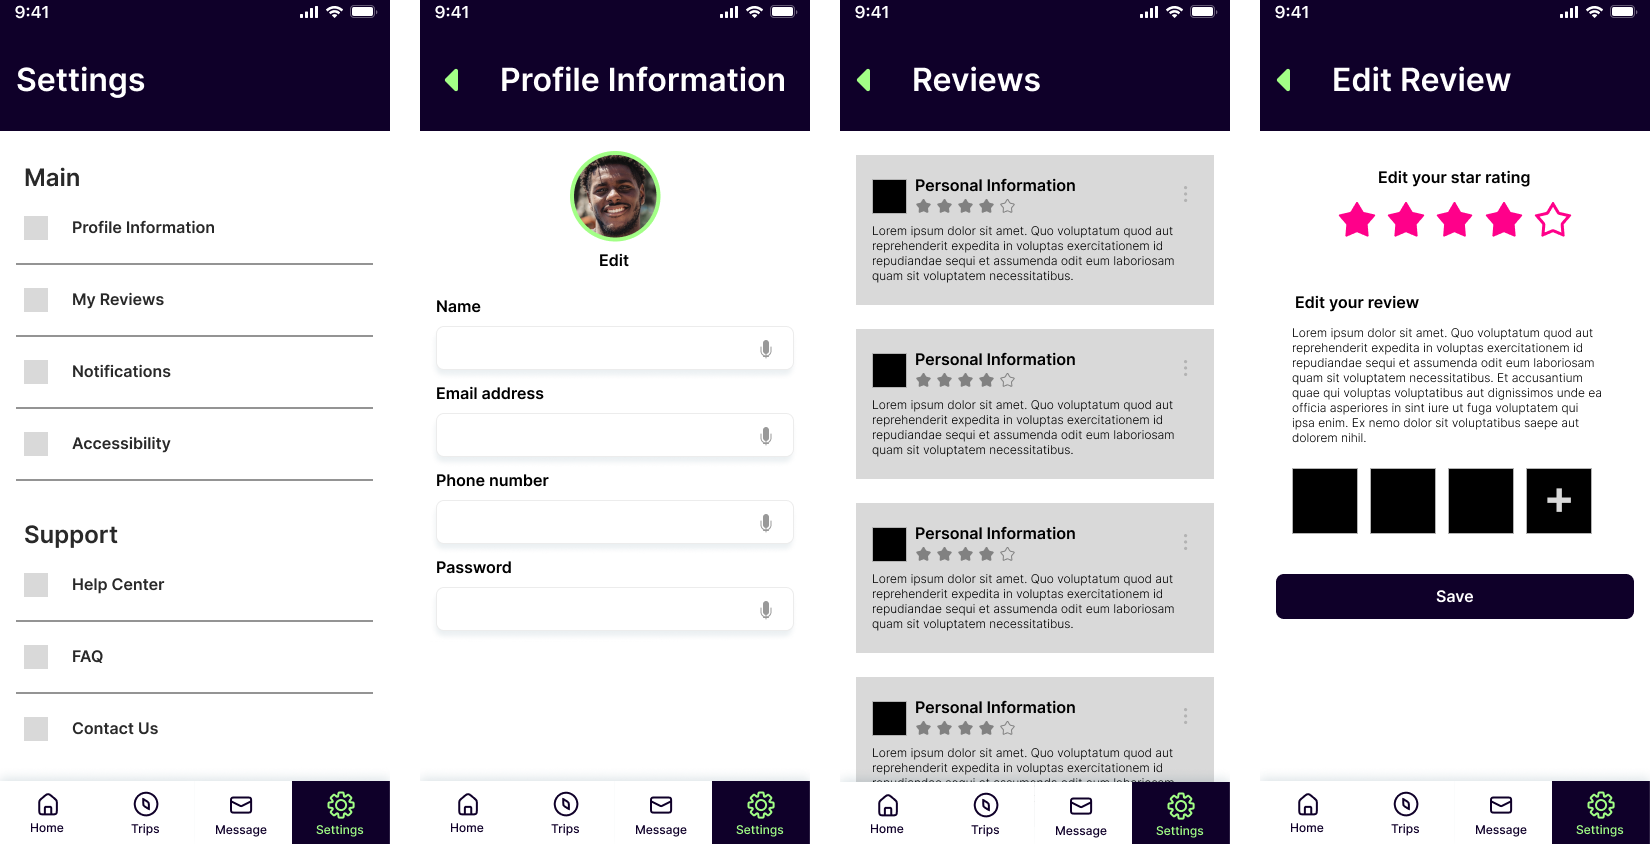 9:41
Settings
Main
Profile Information
My Reviews
Notifications
Accessibility
Support
Help Center
FAQ
Contact Us
Home
Trips
Message
Settings
9:41
Profile Information
Edit
Name
Email address
Phone number
Password
Home
Trips
Message
Settings
9:41
Reviews
Personal Information
Lorem ipsum dolor sit amet. Quo voluptatum quod aut
reprehenderit expedita in voluptas exercitationem id
repudiandae sequi et assumenda odit eum laboriosam
quam sit voluptatem necessitatibus.
Personal Information
Lorem ipsum dolor sit amet. Quo voluptatum quod aut
reprehenderit expedita in voluptas exercitationem id
repudiandae sequi et assumenda odit eum laboriosam
quam sit voluptatem necessitatibus.
Personal Information
Lorem ipsum dolor sit amet. Quo voluptatum quod aut
reprehenderit expedita in voluptas exercitationem id
repudiandae sequi et assumenda odit eum laboriosam
quam sit voluptatem necessitatibus.
Personal Information
Lorem ipsum dolor sit amet. Quo voluptatum quod aut
reprehenderit expedita in voluptas exercitationem id
repudiandae sequi et assumenda odit eum laboriosam
Home
Trips
Message
Settings
9:41
Edit Review
Edit your star rating
Edit your review
Lorem ipsum dolor sit amet. Quo voluptatum quod aut
reprehenderit expedita in voluptas exercitationem id
repudiandae sequi et assumenda odit eum laboriosam
quam sit voluptatem necessitatibus. Et accusantium
quae qui voluptas voluptatibus aut dignissimos unde ea
officia asperiores in sint iure ut fuga voluptatem qui
ipsa enim. Ex nemo dolor sit voluptatibus saepe aut
dolorem nihil.
Save
Home
Trips
Message
Settings